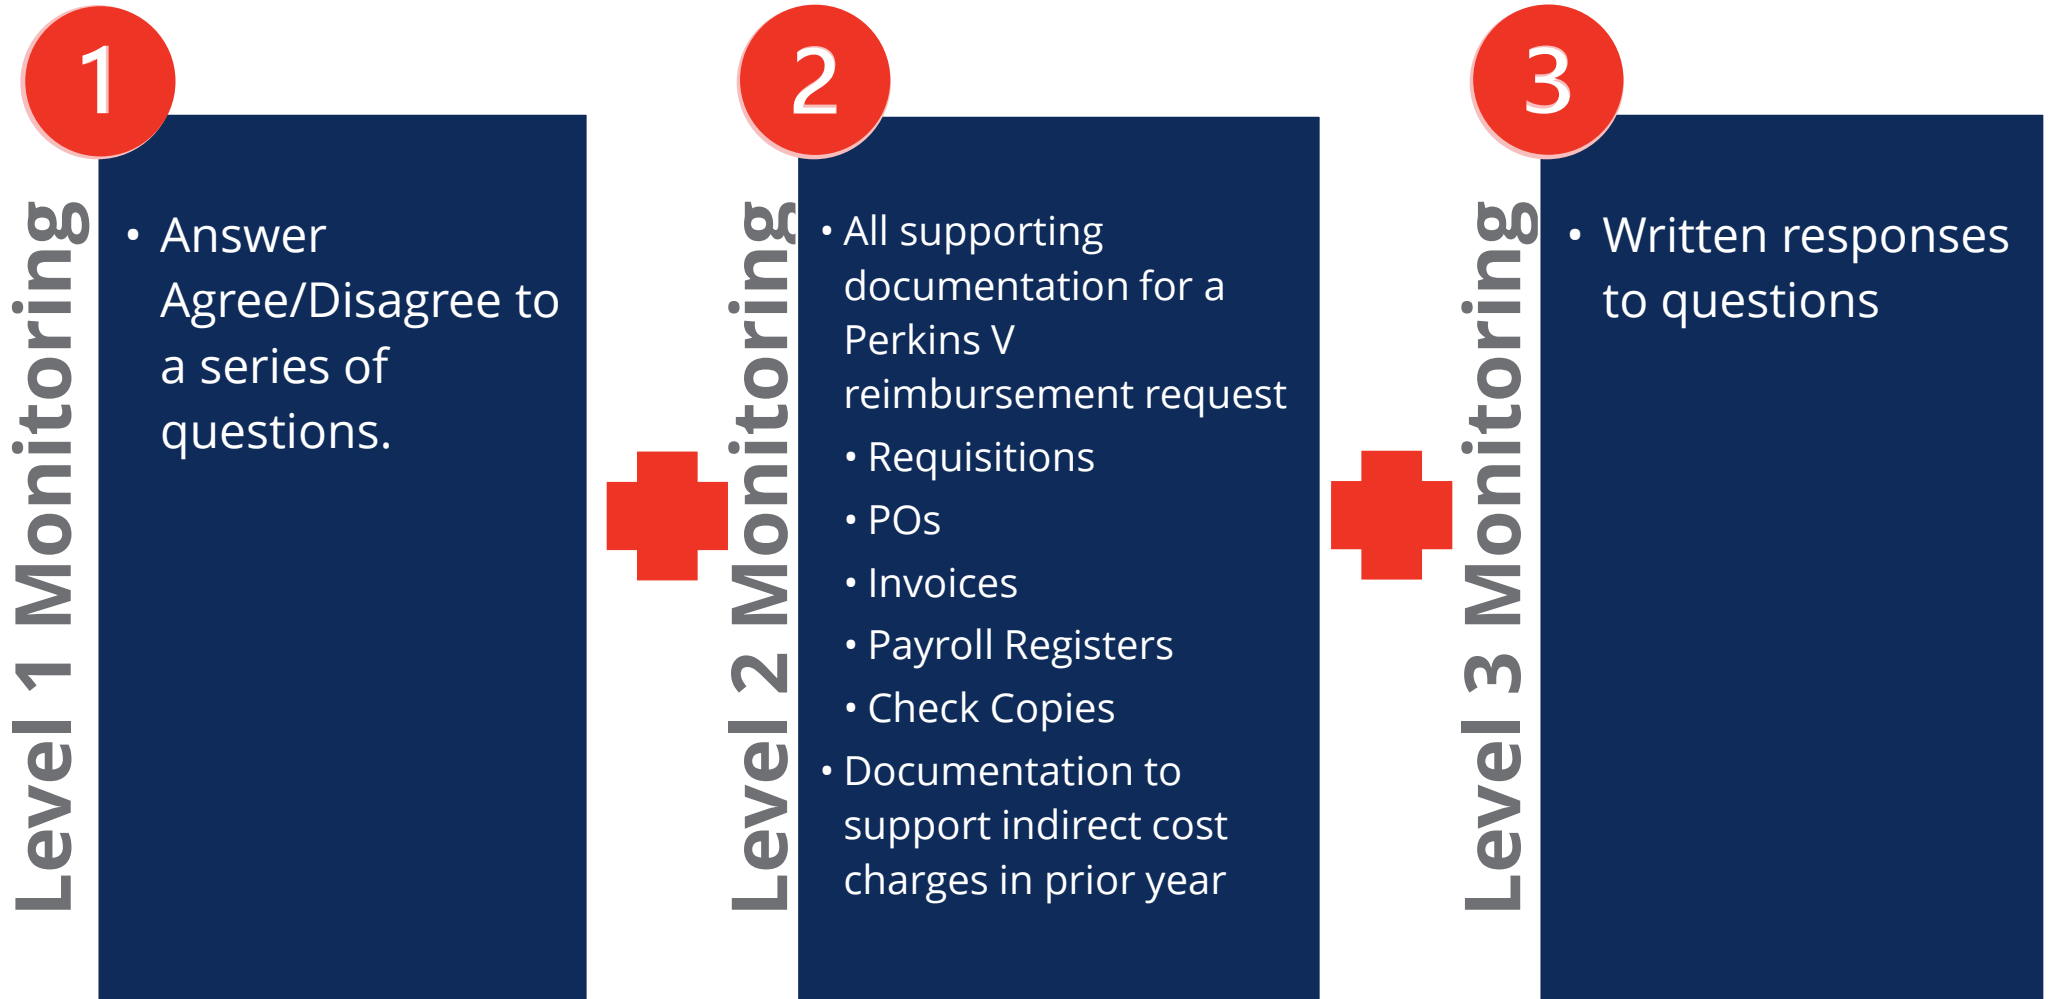 1
Level 1 Monitoring
• Answer
Agree/Disagree to
a series of
questions.
2
Level 2 Monitoring
• All supporting
documentation for a
Perkins V
reimbursement request
• Requisitions
• POs
• Invoices
• Payroll Registers
• Check Copies
• Documentation to
support indirect cost
charges in prior year
3
Level 3 Monitoring
• Written responses
to questions